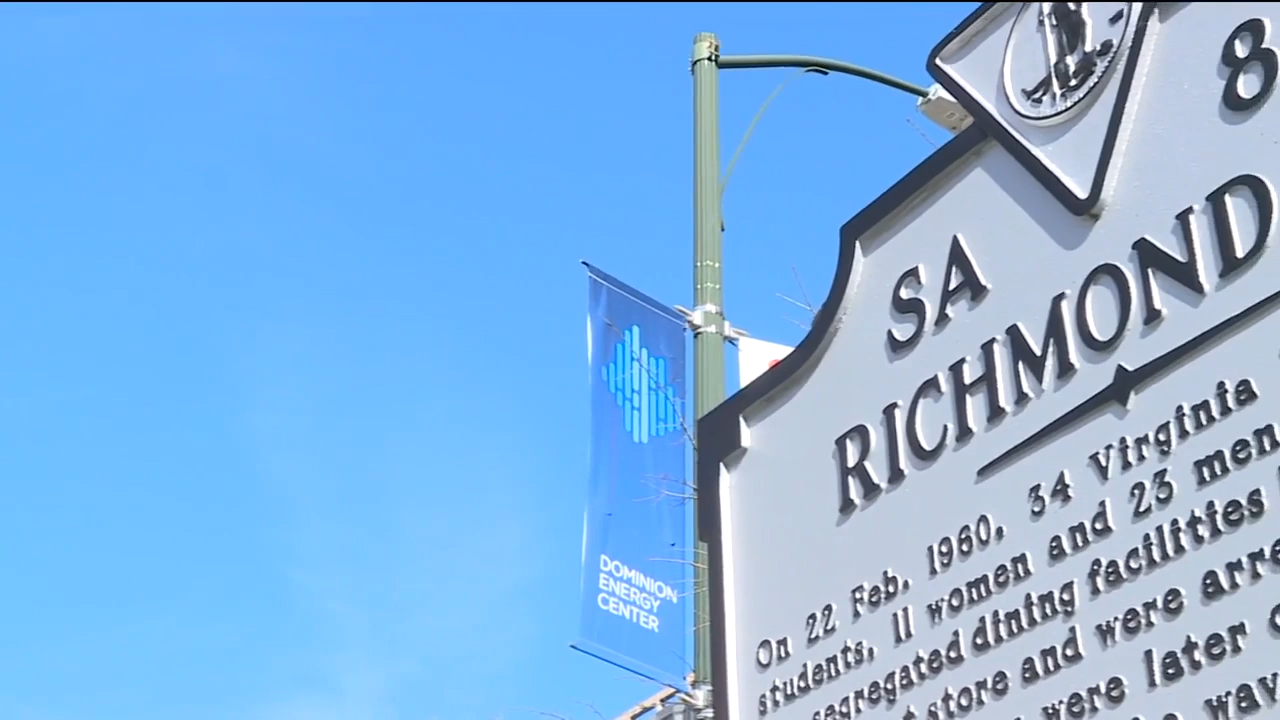 DOMINION
ENERGY
CENTER
8
SA
RICHMOND
On 22 Feb. 1960, 34 Virginia
students, 11 women and 23 men
segregated dining facilities
store and were
were later